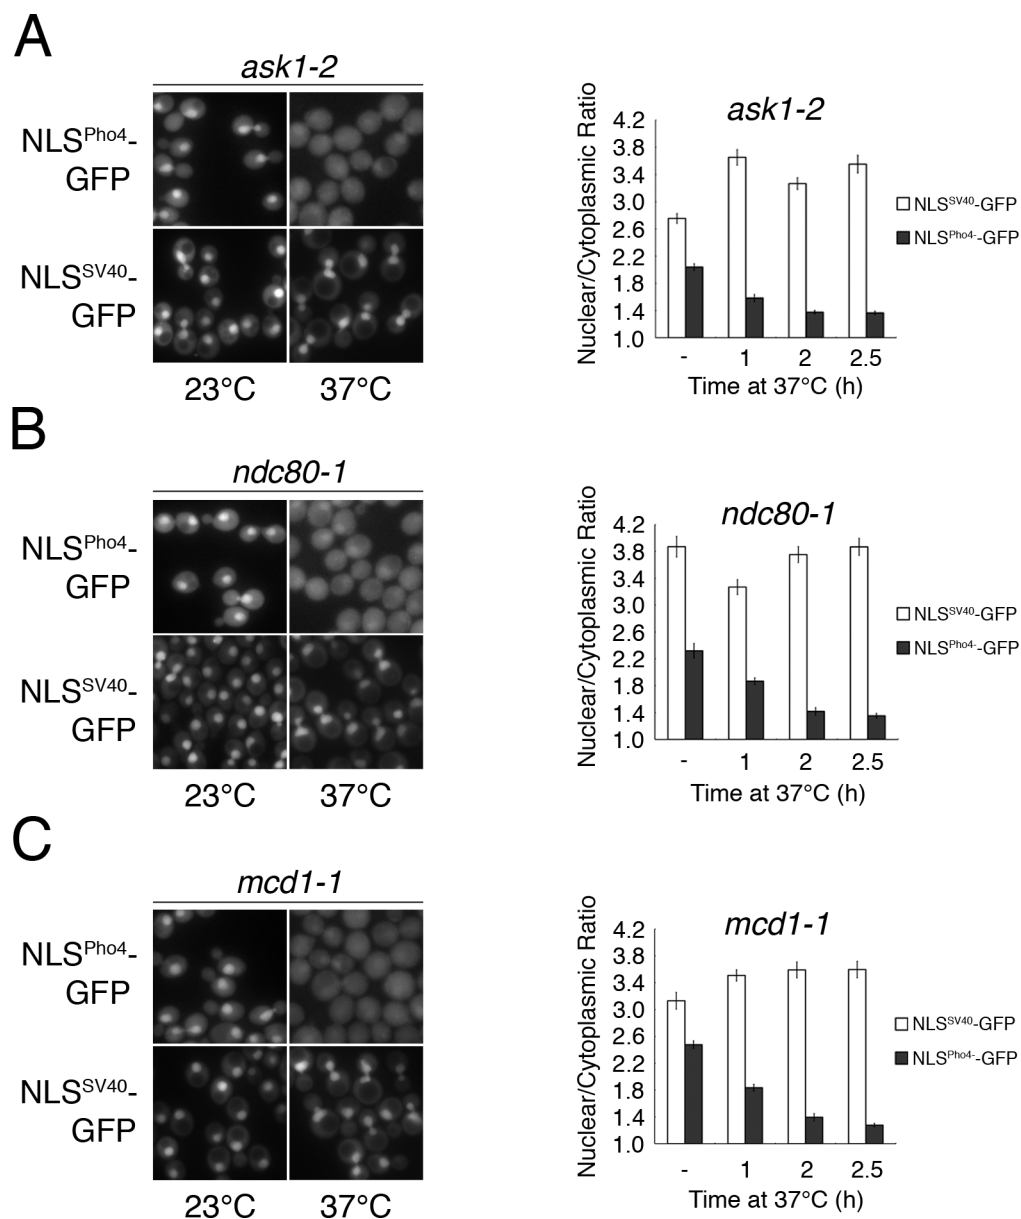 A
ask1-2
NLSPho4-
GFP
NLSSV40-
GFP
23°C 37°C
ask1-2
Nuclear/Cytoplasmic Ratio
4.2
3.8
3.4
3.0
2.6
2.2
1.8
1.4
1.0
- 1 2 2.5
Time at 37°C (h)
NLSSV40-GFP
NLSPho4--GFP
B
ndc80-1
NLSPho4-
GFP
NLSSV40-
GFP
23°C 37°C
ndc80-1
Nuclear/Cytoplasmic Ratio
4.2
3.8
3.4
3.0
2.6
2.2
1.8
1.4
1.0
- 1 2 2.5
Time at 37°C (h)
NLSSV40-GFP
NLSPho4--GFP
C
mcd1-1
NLSPho4-
GFP
NLSSV40-
GFP
23°C 37°C
mcd1-1
Nuclear/Cytoplasmic Ratio
4.2
3.8
3.4
3.0
2.6
2.2
1.8
1.4
1.0
- 1 2 2.5
Time at 37°C (h)
NLSSV40-GFP
NLSPho4--GFP